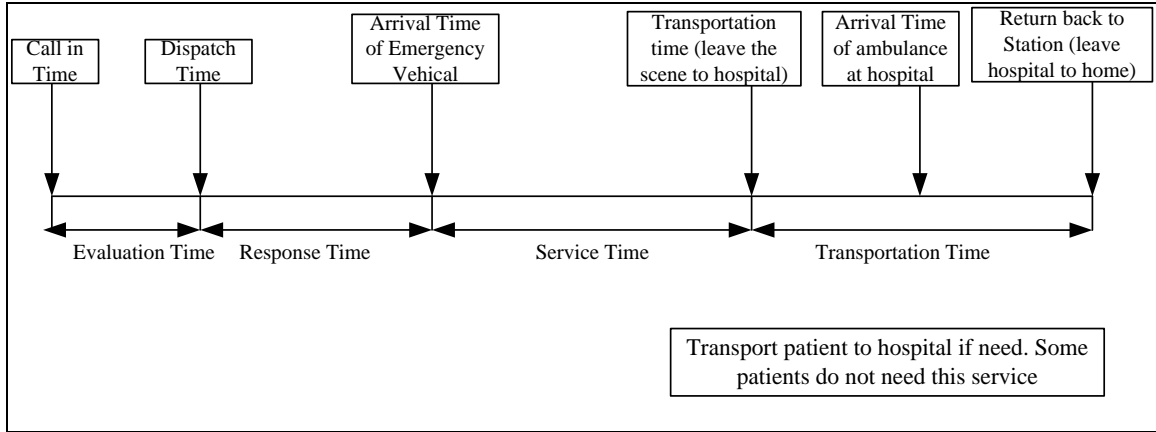 Call in
Time
Dispatch
Time
Arrival Time
of Emergency
Vehical
Transportation
time (leave the
scene to hospital)
Arrival Time
of ambulance
at hospital
Return back to
Station (leave
hospital to home)
Evaluation Time
Response Time
Service Time
Transportation Time
Transport patient to hospital if need. Some
patients do not need this service